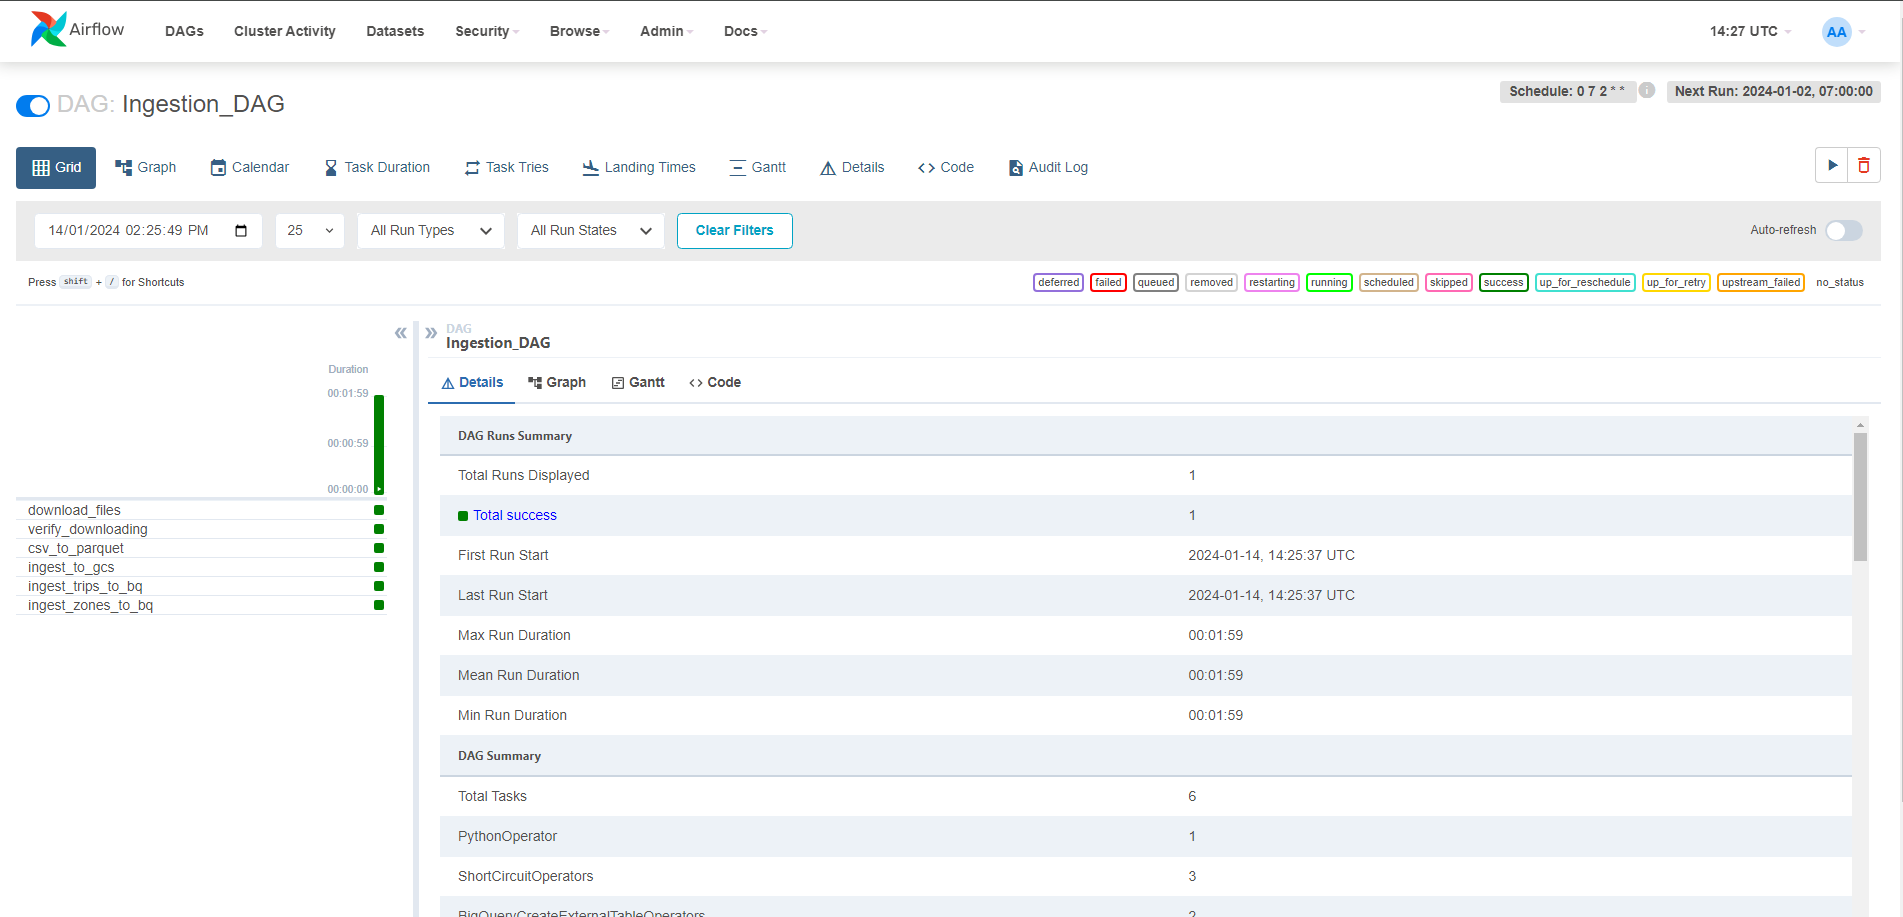 Airflow DAGs Cluster Activity Datasets Security Browse Admin Docs 14:27 UTC AA
DAG: Ingestion_DAG Schedule: 0 7 2 * * i Next Run: 2024-01-02, 07:00:00
Grid Graph Calendar Task Duration Task Tries Landing Times Gantt Details Code Audit Log
14/01/2024 02:25:49 PM 25 All Run Types All Run States Clear Filters Auto-refresh
Press shift + / for Shortcuts deferred failed queued removed restarting running scheduled skipped success up_for_reschedule up_for_retry upstream_failed no_status
DAG
Ingestion_DAG
Duration
00:01:59
00:00:59
00:00:00
download_files
verify_downloading
csv_to_parquet
ingest_to_gcs
ingest_trips_to_bq
ingest_zones_to_bq
Details Graph Gantt Code
DAG Runs Summary
Total Runs Displayed 1
Total success 1
First Run Start 2024-01-14, 14:25:37 UTC
Last Run Start 2024-01-14, 14:25:37 UTC
Max Run Duration 00:01:59
Mean Run Duration 00:01:59
Min Run Duration 00:01:59
DAG Summary
Total Tasks 6
PythonOperator 1
ShortCircuitOperators 3
BigQueryCreateExternalTableOperators 2